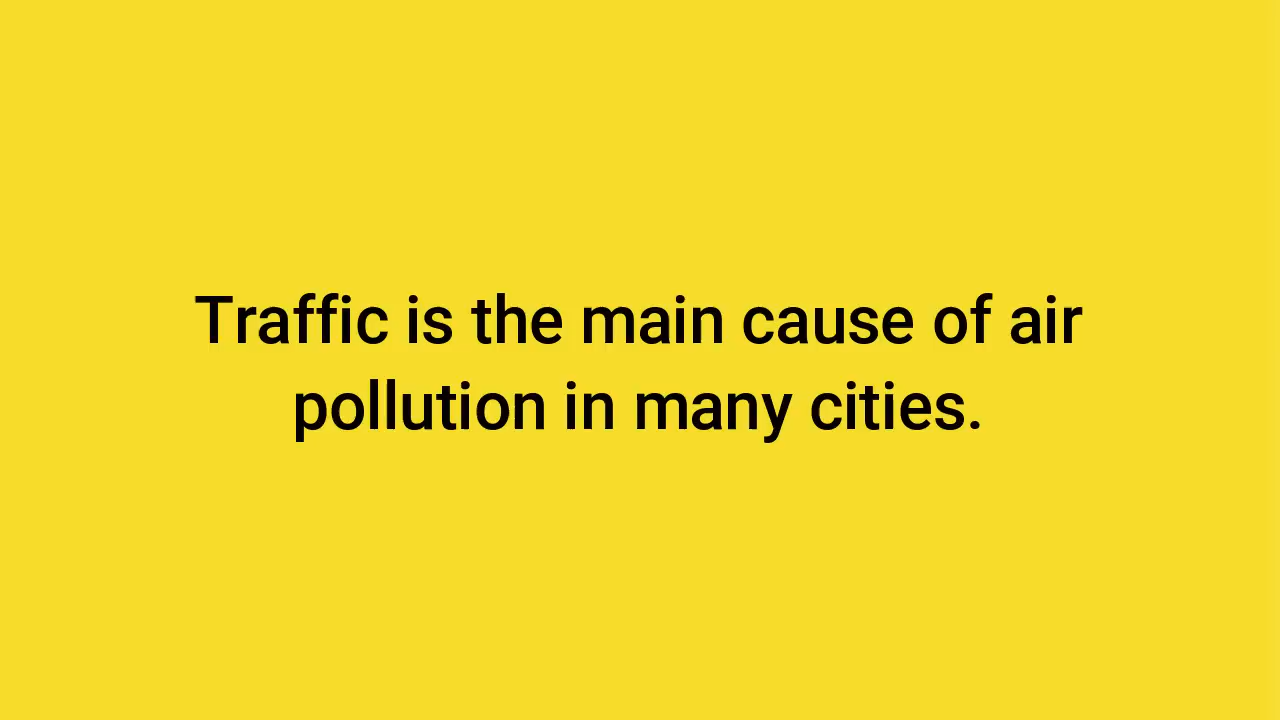 Traffic is the main cause of air
pollution in many cities.